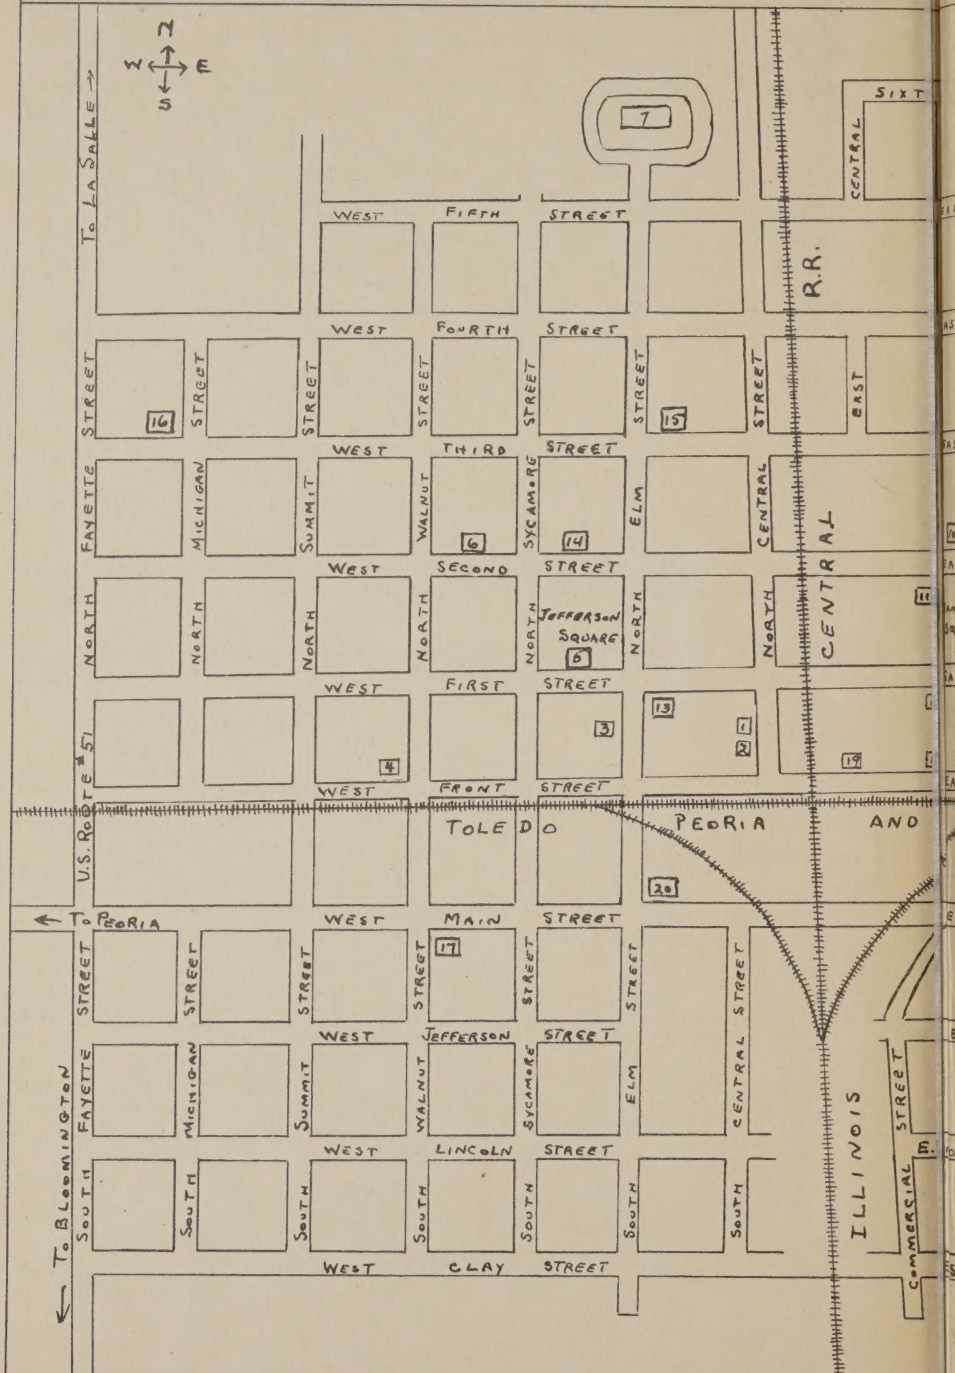 N
W E
S
TO LA SALLE →
7
SIXT
CENTRAL
WEST FIFTH STREET
R.R.
WEST FOURTH STREET
STREET STREET STREET STREET STREET STREET STREET EAST
16 15
WEST THIRD STREET
FAYETTE MICHIGAN SUMMIT WALNUT SYCAMORE ELM CENTRAL
6 14
CENTRIAL
WEST SECOND STREET
NORTH NORTH NORTH NORTH NORTH NORTH NORTH
JEFFERSON
SQUARE
5
11
WEST FIRST STREET
13
3 1
2
4 19
U.S. ROUTE #51
WEST FRONT STREET
TOLEDO PEORIA AND
20
← TO PEORIA
WEST MAIN STREET
17
STREET STREET STREET STREET STREET STREET CENTRAL STREET
WEST JEFFERSON STREET
FAYETTE MICHIGAN SUMMIT WALNUT SYCAMORE ELM
STREET
ILLINOIS
WEST LINCOLN STREET
E.
SOUTH SOUTH SOUTH SOUTH SOUTH SOUTH SOUTH
COMMERCIAL
← TO BLOOMINGTON
WEST CLAY STREET